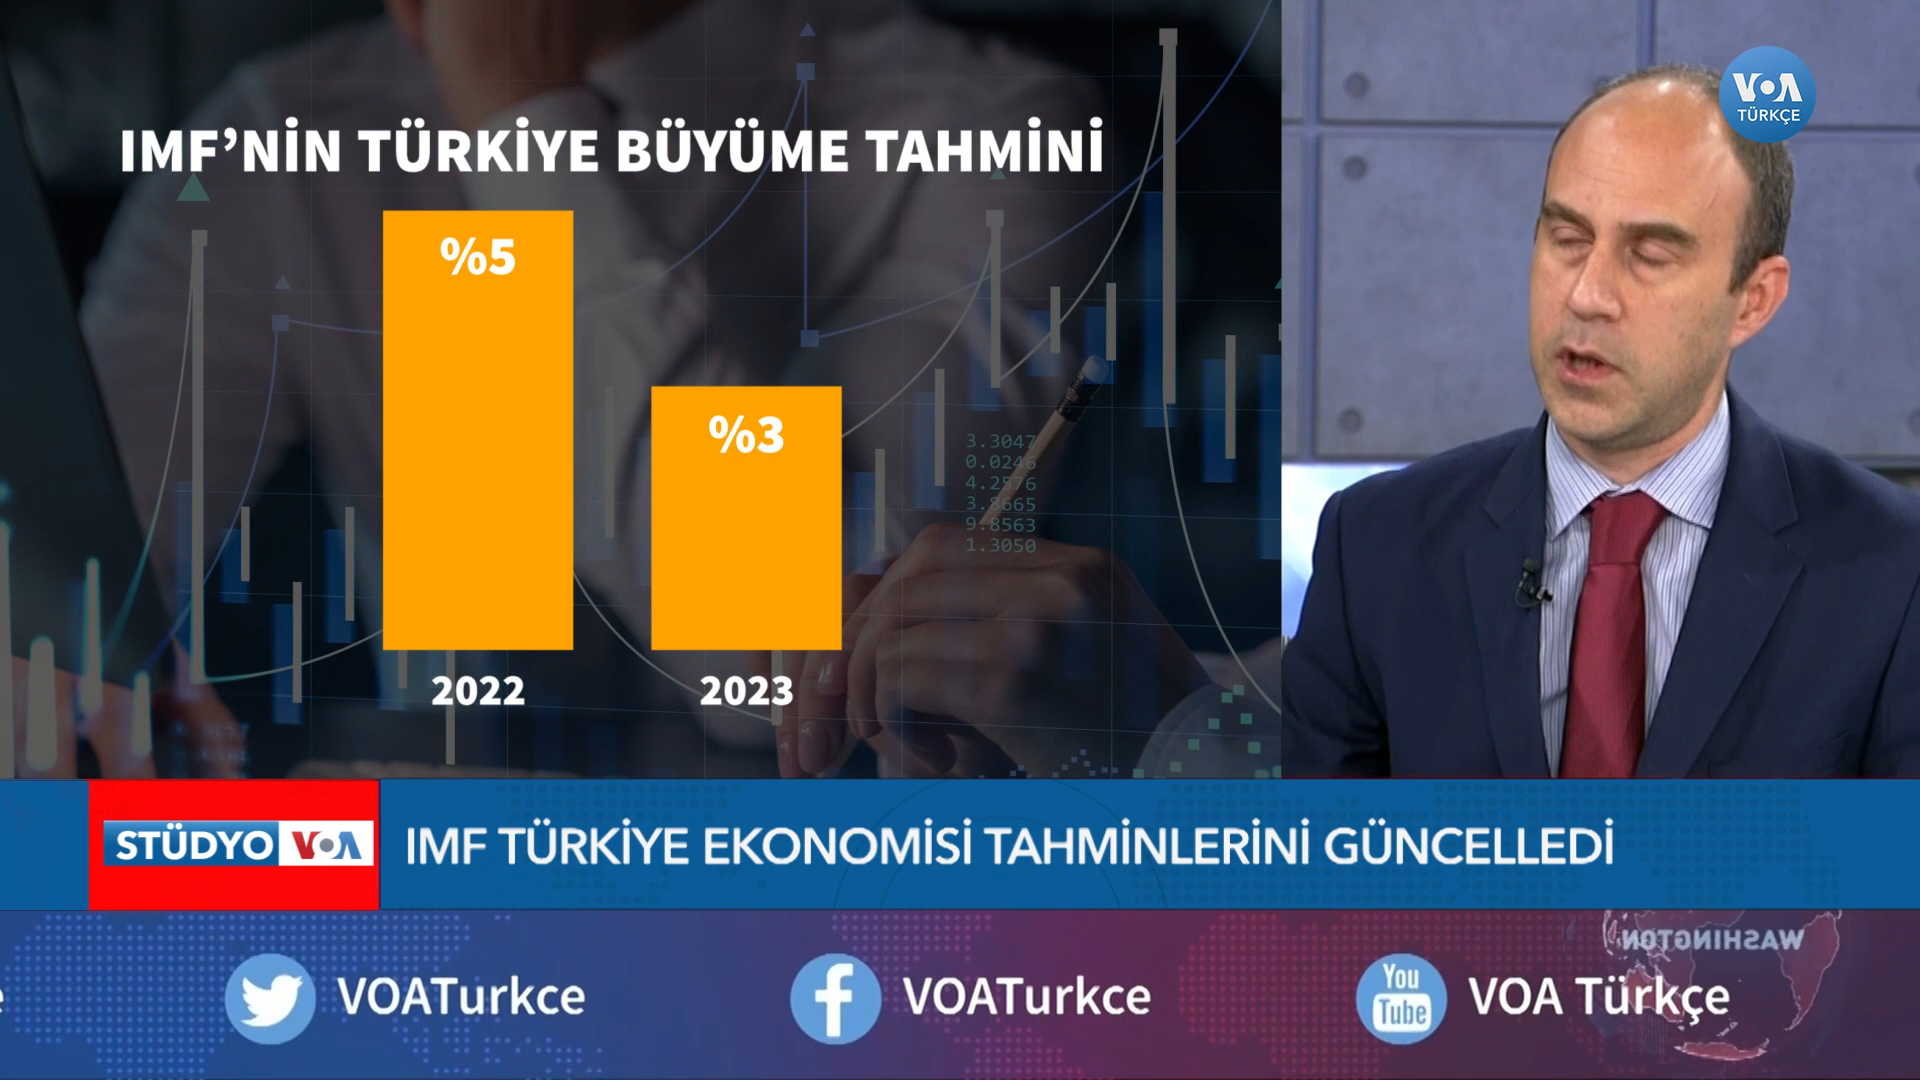 IMF'NİN TÜRKİYE BÜYÜME TAHMİNİ
%5
%3
2022
2023
3.3047
0.0246
4.2576
3.8665
9.8563
1.3050
VOA
TÜRKÇE
STÜDYO VOA
IMF TÜRKİYE EKONOMİSİ TAHMİNLERİNİ GÜNCELLEDİ
WASHINGTON
VOATurkce
VOATurkce
You
Tube
VOA Türkçe